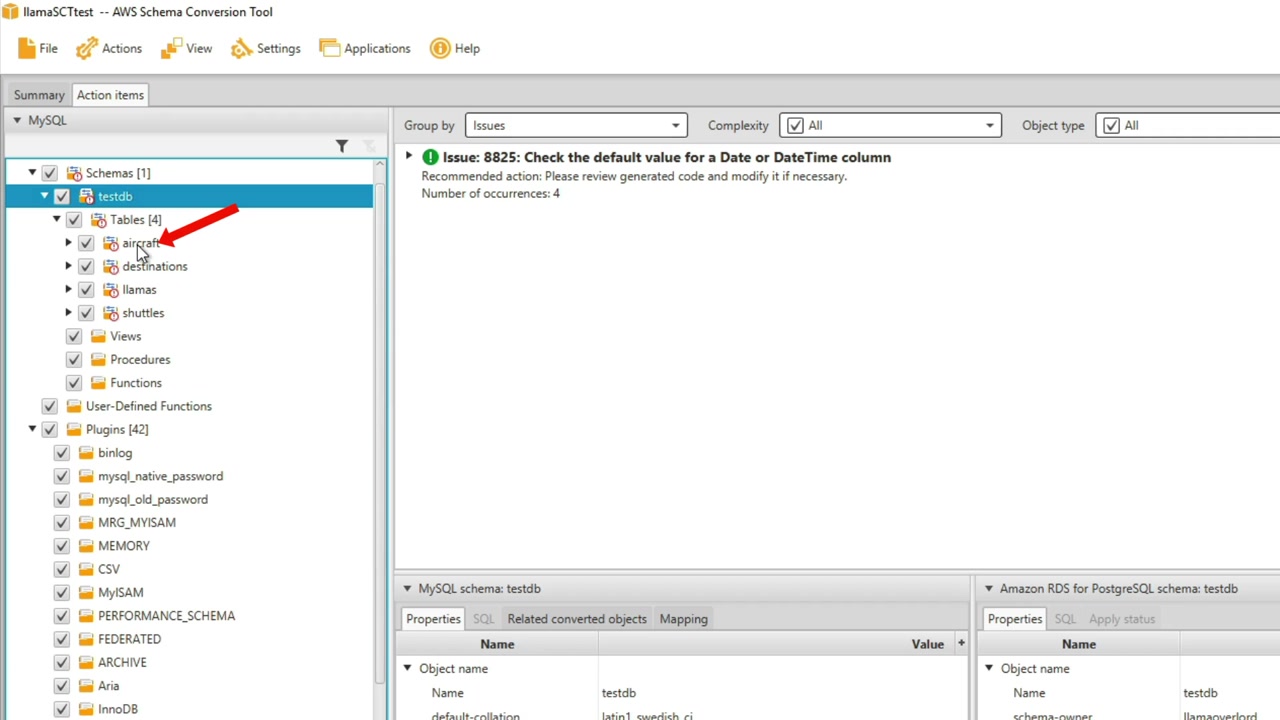 llamaSCTtest -- AWS Schema Conversion Tool
File Actions View Settings Applications Help
Summary Action items
MySQL
Schemas [1]
testdb
Tables [4]
aircraft
destinations
llamas
shuttles
Views
Procedures
Functions
User-Defined Functions
Plugins [42]
binlog
mysql_native_password
mysql_old_password
MRG_MYISAM
MEMORY
CSV
MyISAM
PERFORMANCE_SCHEMA
FEDERATED
ARCHIVE
Aria
InnoDB
Group by Issues Complexity All Object type All
Issue: 8825: Check the default value for a Date or DateTime column
Recommended action: Please review generated code and modify it if necessary.
Number of occurrences: 4
MySQL schema: testdb
Properties SQL Related converted objects Mapping
Name Value +
Object name
Name testdb
default-collation latin1_swedish_ci
Amazon RDS for PostgreSQL schema: testdb
Properties SQL Apply status
Name
Object name
Name testdb
schema-owner llamaoverlord